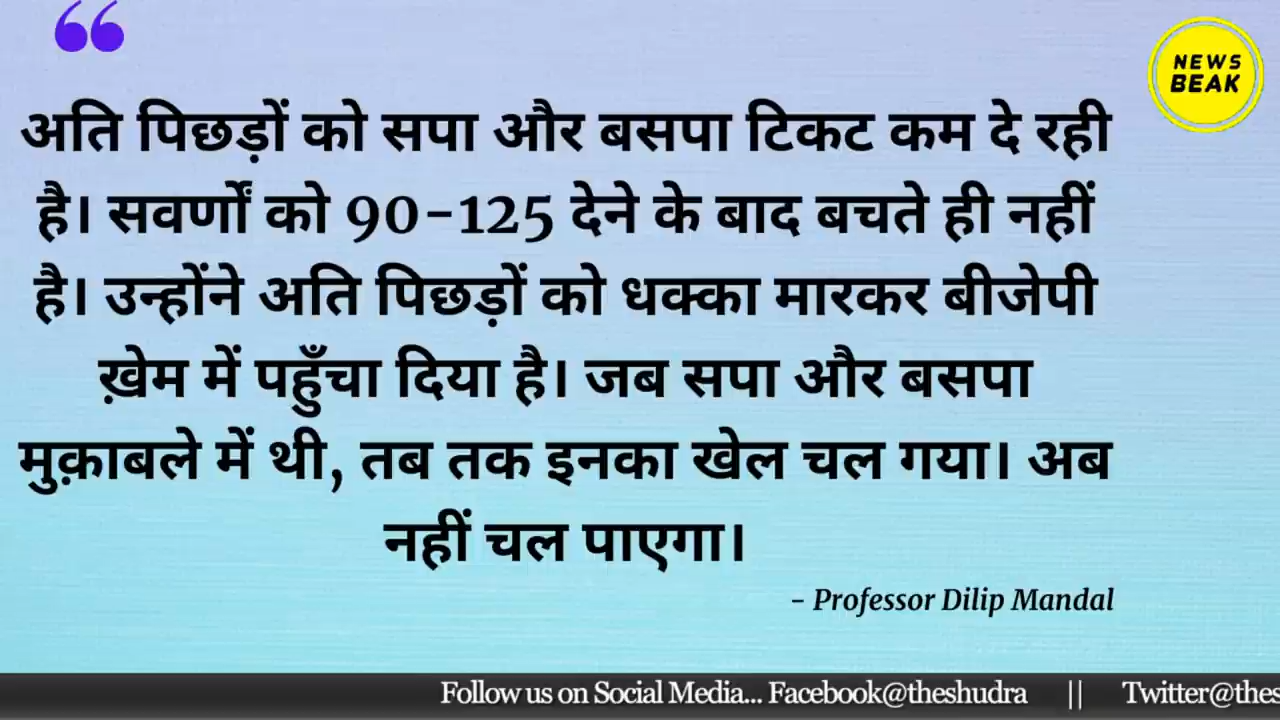 NEWS
BEAK
अति पिछड़ों को सपा और बसपा टिकट कम दे रही
है। सवर्णों को 90-125 देने के बाद बचते ही नहीं
है। उन्होंने अति पिछड़ों को धक्का मारकर बीजेपी
ख़ेम में पहुँचा दिया है। जब सपा और बसपा
मुक़ाबले में थी, तब तक इनका खेल चल गया। अब
नहीं चल पाएगा।
- Professor Dilip Mandal
Follow us on Social Media... Facebook@theshudra || Twitter@thes